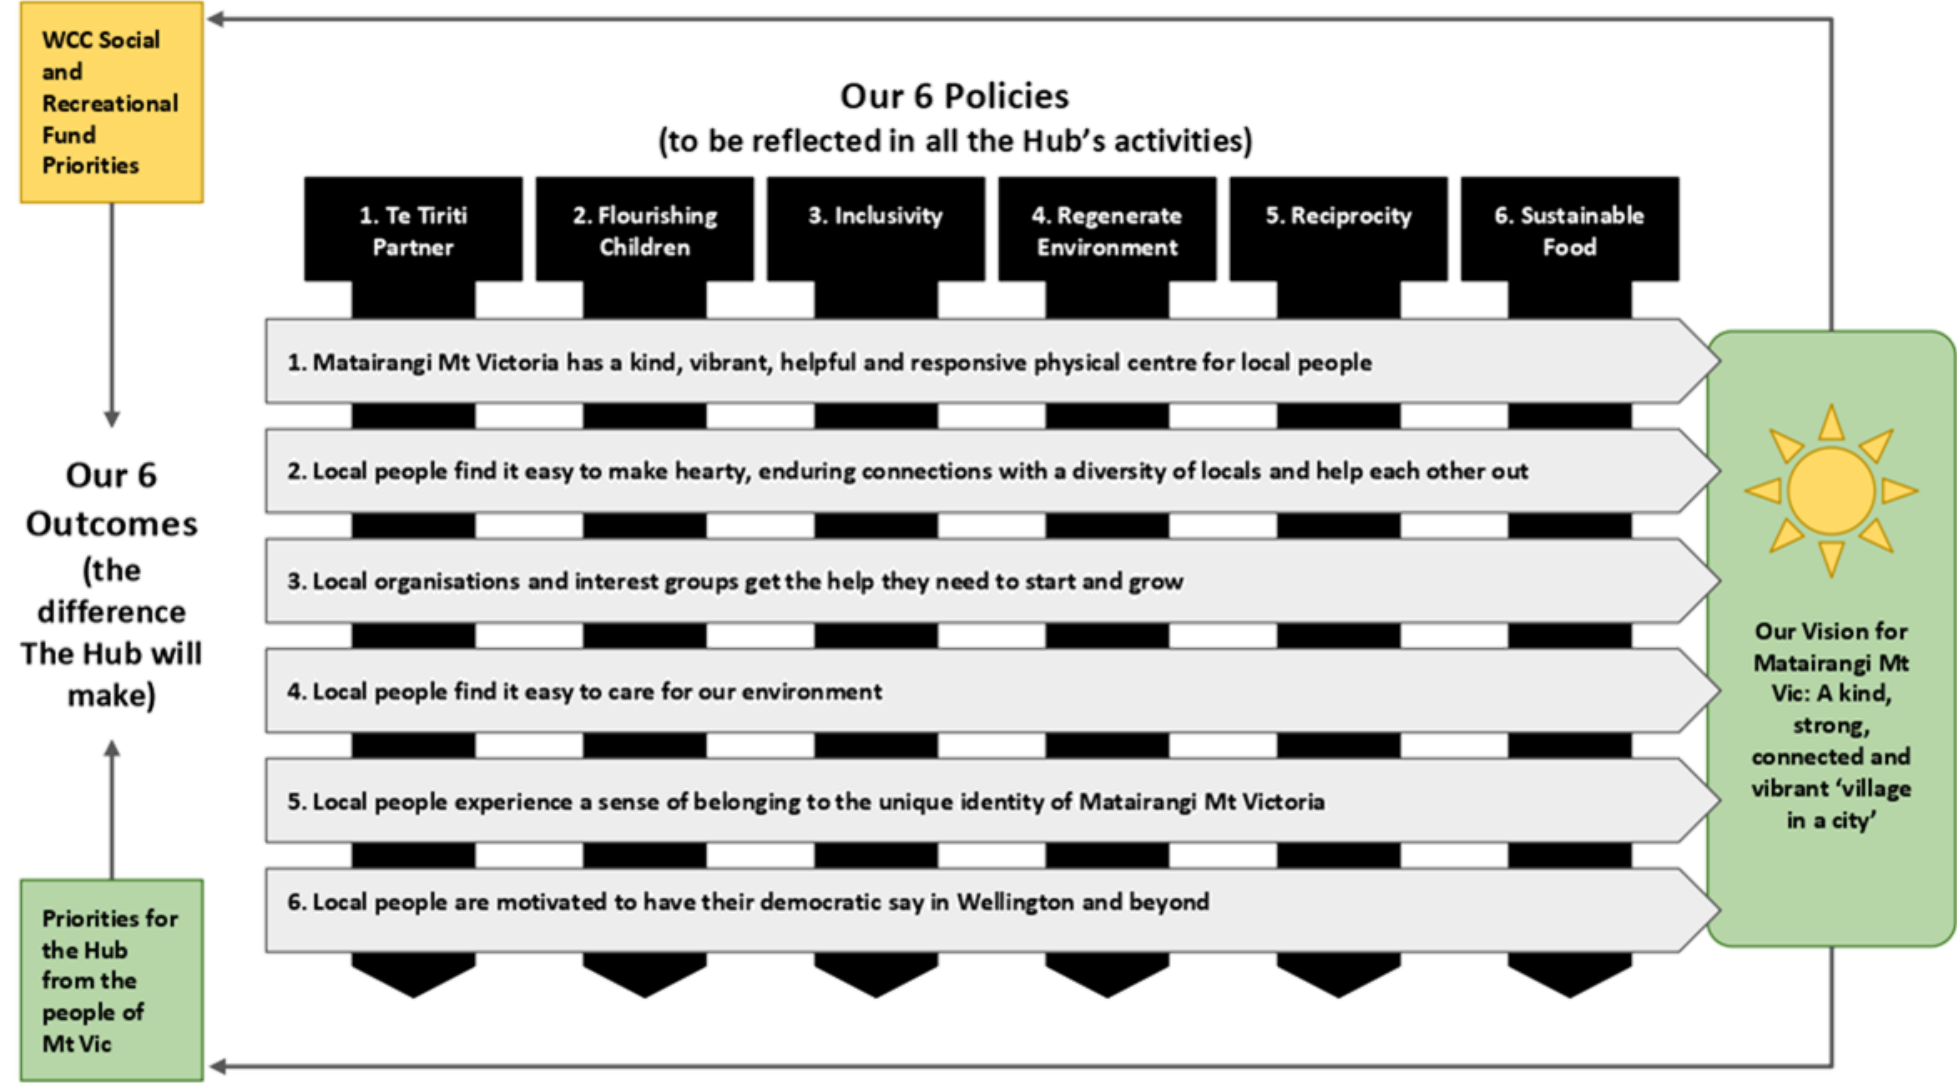 WCC Social
and
Recreational
Fund
Priorities
Our 6 Policies
(to be reflected in all the Hub’s activities)
1. Te Tiriti
Partner
2. Flourishing
Children
3. Inclusivity
4. Regenerate
Environment
5. Reciprocity
6. Sustainable
Food
Our 6
Outcomes
(the
difference
The Hub will
make)
1. Matairangi Mt Victoria has a kind, vibrant, helpful and responsive physical centre for local people
2. Local people find it easy to make hearty, enduring connections with a diversity of locals and help each other out
3. Local organisations and interest groups get the help they need to start and grow
4. Local people find it easy to care for our environment
5. Local people experience a sense of belonging to the unique identity of Matairangi Mt Victoria
6. Local people are motivated to have their democratic say in Wellington and beyond
Our Vision for
Matairangi Mt
Vic: A kind,
strong,
connected and
vibrant ‘village
in a city’
Priorities for
the Hub
from the
people of
Mt Vic